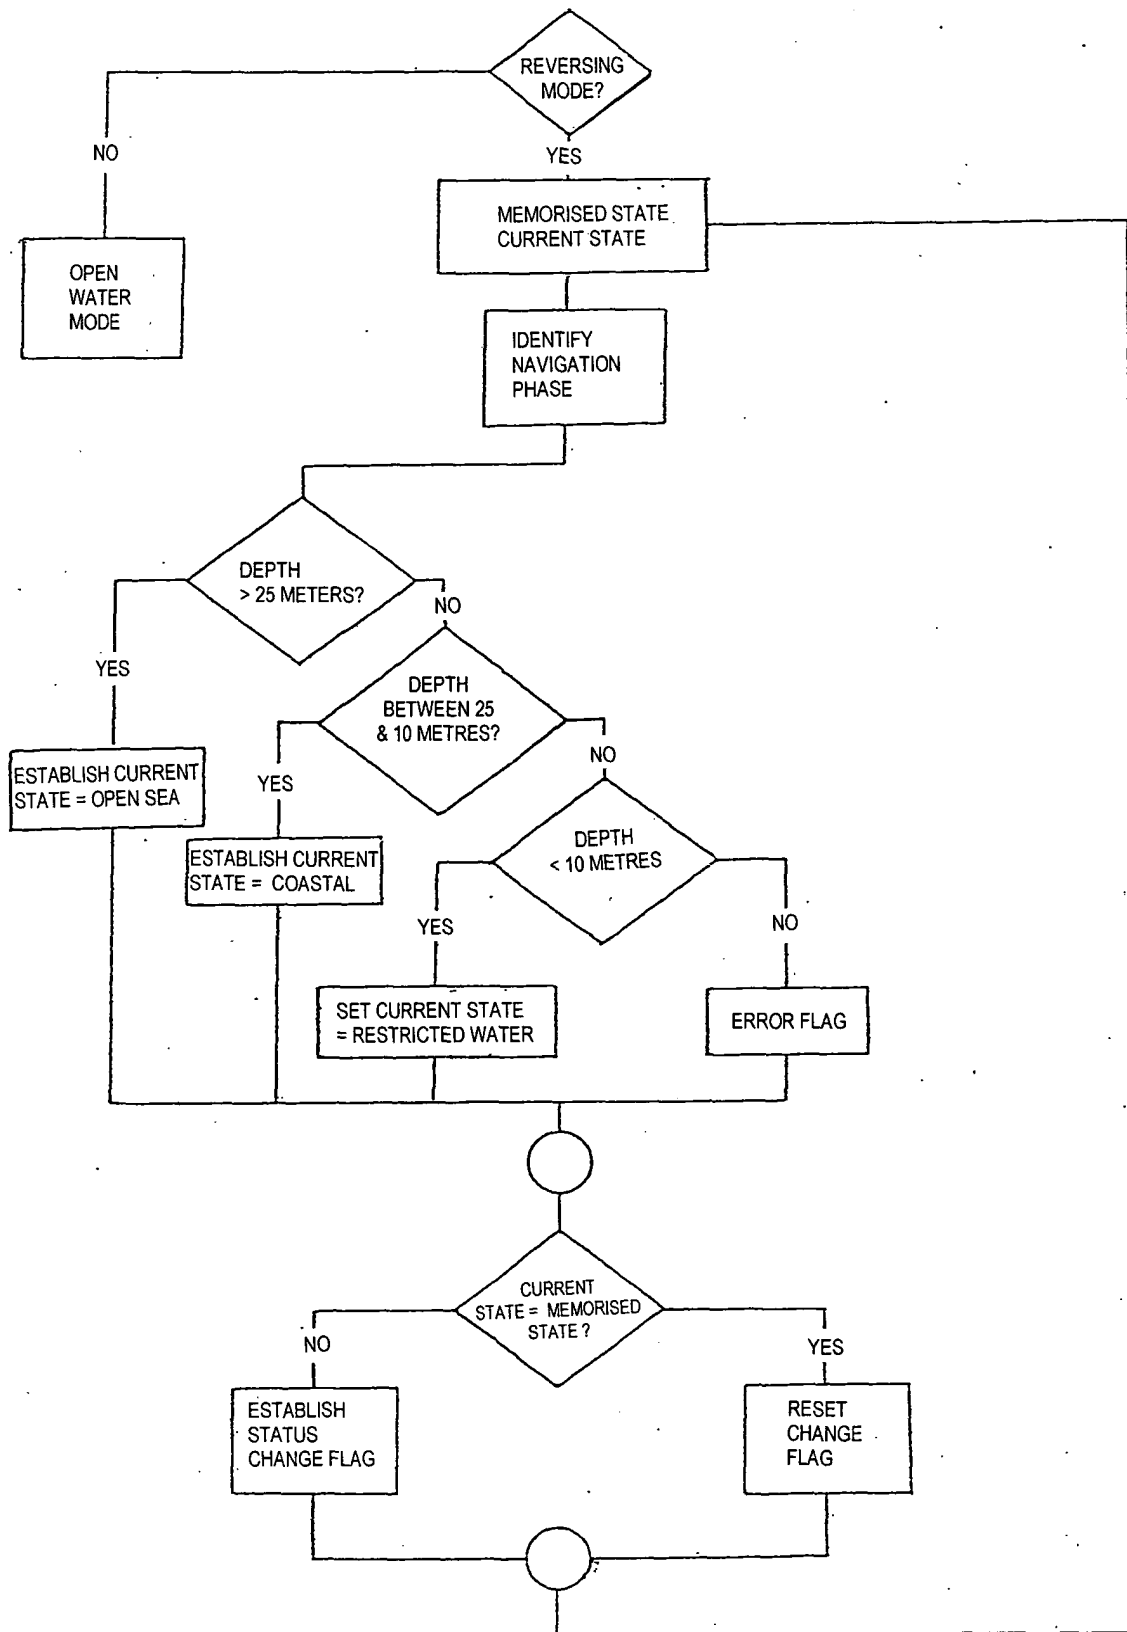 REVERSING
MODE?
NO
YES
MEMORISED STATE
CURRENT STATE
OPEN
WATER
MODE
IDENTIFY
NAVIGATION
PHASE
DEPTH
> 25 METERS?
NO
YES
DEPTH
BETWEEN 25
& 10 METRES?
NO
YES
ESTABLISH CURRENT
STATE = OPEN SEA
DEPTH
< 10 METRES
ESTABLISH CURRENT
STATE = COASTAL
YES
NO
SET CURRENT STATE
= RESTRICTED WATER
ERROR FLAG
CURRENT
STATE = MEMORISED
STATE ?
NO
YES
ESTABLISH
STATUS
CHANGE FLAG
RESET
CHANGE
FLAG